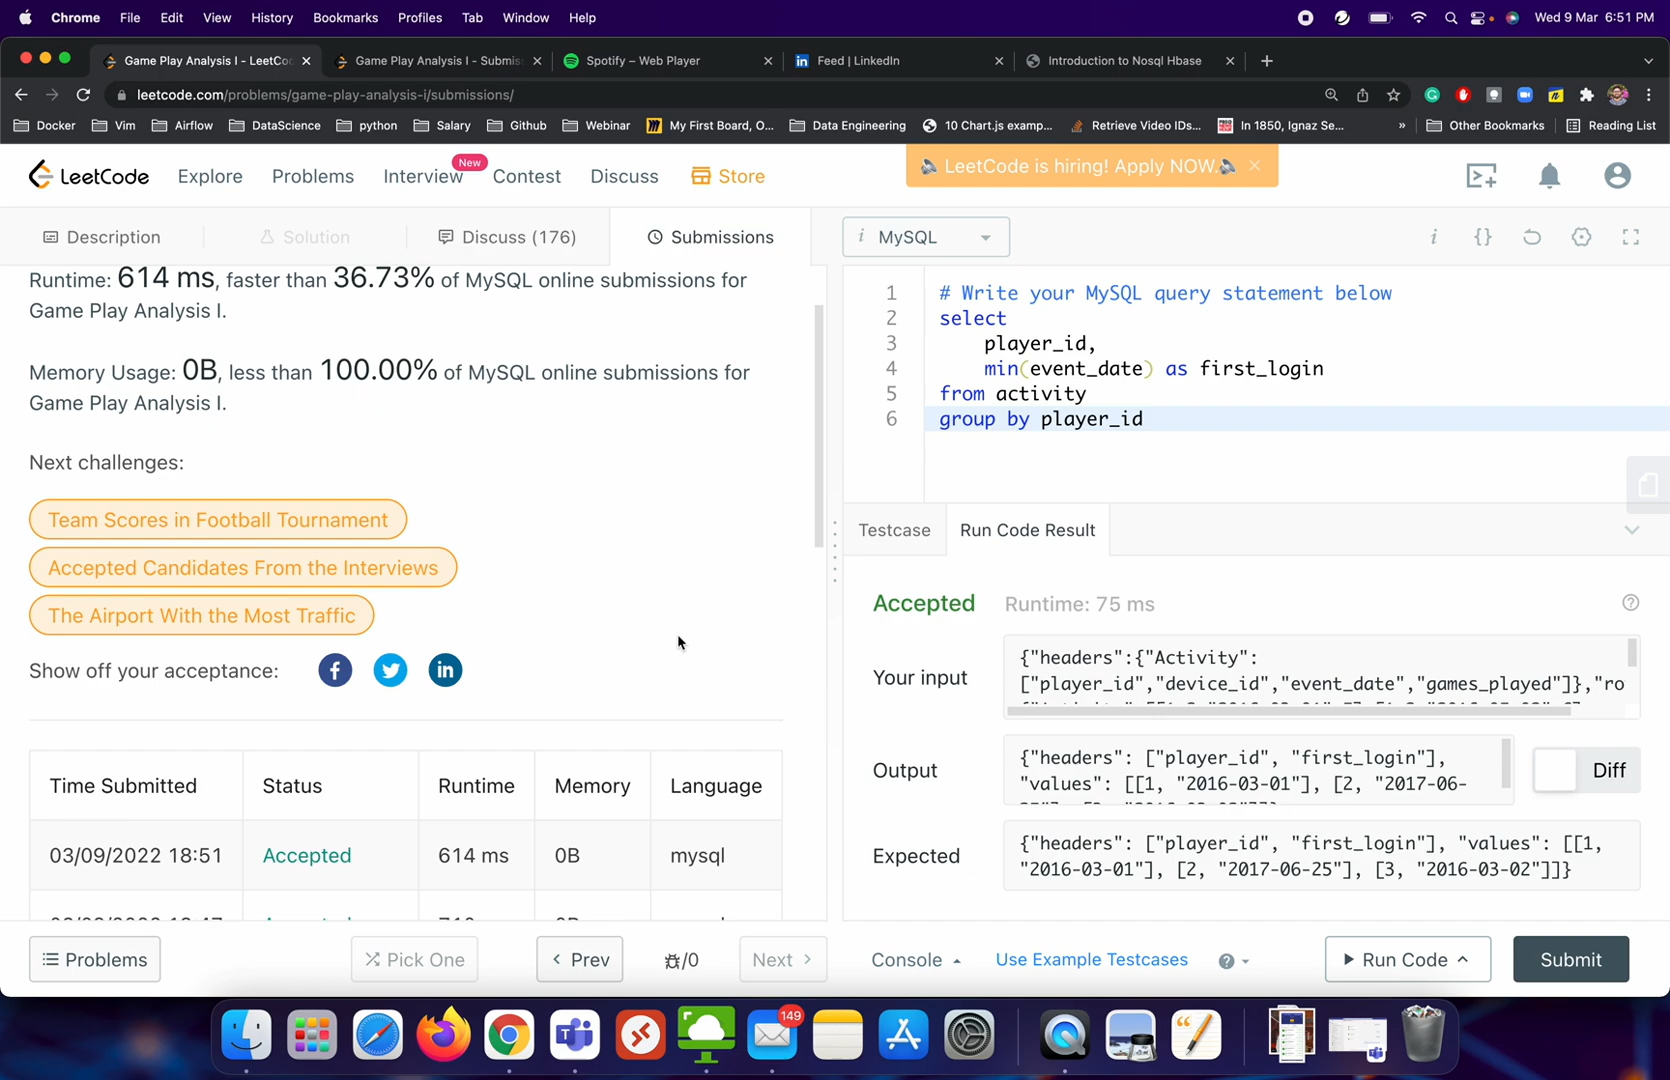 Chrome File Edit View History Bookmarks Profiles Tab Window Help Wed 9 Mar 6:51 PM
Game Play Analysis I - LeetCo Game Play Analysis I - Submis Spotify – Web Player Feed | LinkedIn Introduction to Nosql Hbase
leetcode.com/problems/game-play-analysis-i/submissions/
Docker Vim Airflow DataScience python Salary Github Webinar My First Board, O... Data Engineering 10 Chart.js examp... Retrieve Video IDs... In 1850, Ignaz Se... » Other Bookmarks Reading List
LeetCode Explore Problems Interview New Contest Discuss Store LeetCode is hiring! Apply NOW.
Description Solution Discuss (176) Submissions
i MySQL
Runtime: 614 ms, faster than 36.73% of MySQL online submissions for
Game Play Analysis I.
Memory Usage: 0B, less than 100.00% of MySQL online submissions for
Game Play Analysis I.
Next challenges:
Team Scores in Football Tournament
Accepted Candidates From the Interviews
The Airport With the Most Traffic
Show off your acceptance:
Time Submitted Status Runtime Memory Language
03/09/2022 18:51 Accepted 614 ms 0B mysql
1 # Write your MySQL query statement below
2 select
3 player_id,
4 min(event_date) as first_login
5 from activity
6 group by player_id
Testcase Run Code Result
Accepted Runtime: 75 ms
Your input
{"headers":{"Activity":
["player_id","device_id","event_date","games_played"]},"ro
Output
{"headers": ["player_id", "first_login"],
"values": [[1, "2016-03-01"], [2, "2017-06-
Diff
Expected
{"headers": ["player_id", "first_login"], "values": [[1,
"2016-03-01"], [2, "2017-06-25"], [3, "2016-03-02"]]}
Problems Pick One Prev /0 Next Console Use Example Testcases Run Code Submit
149